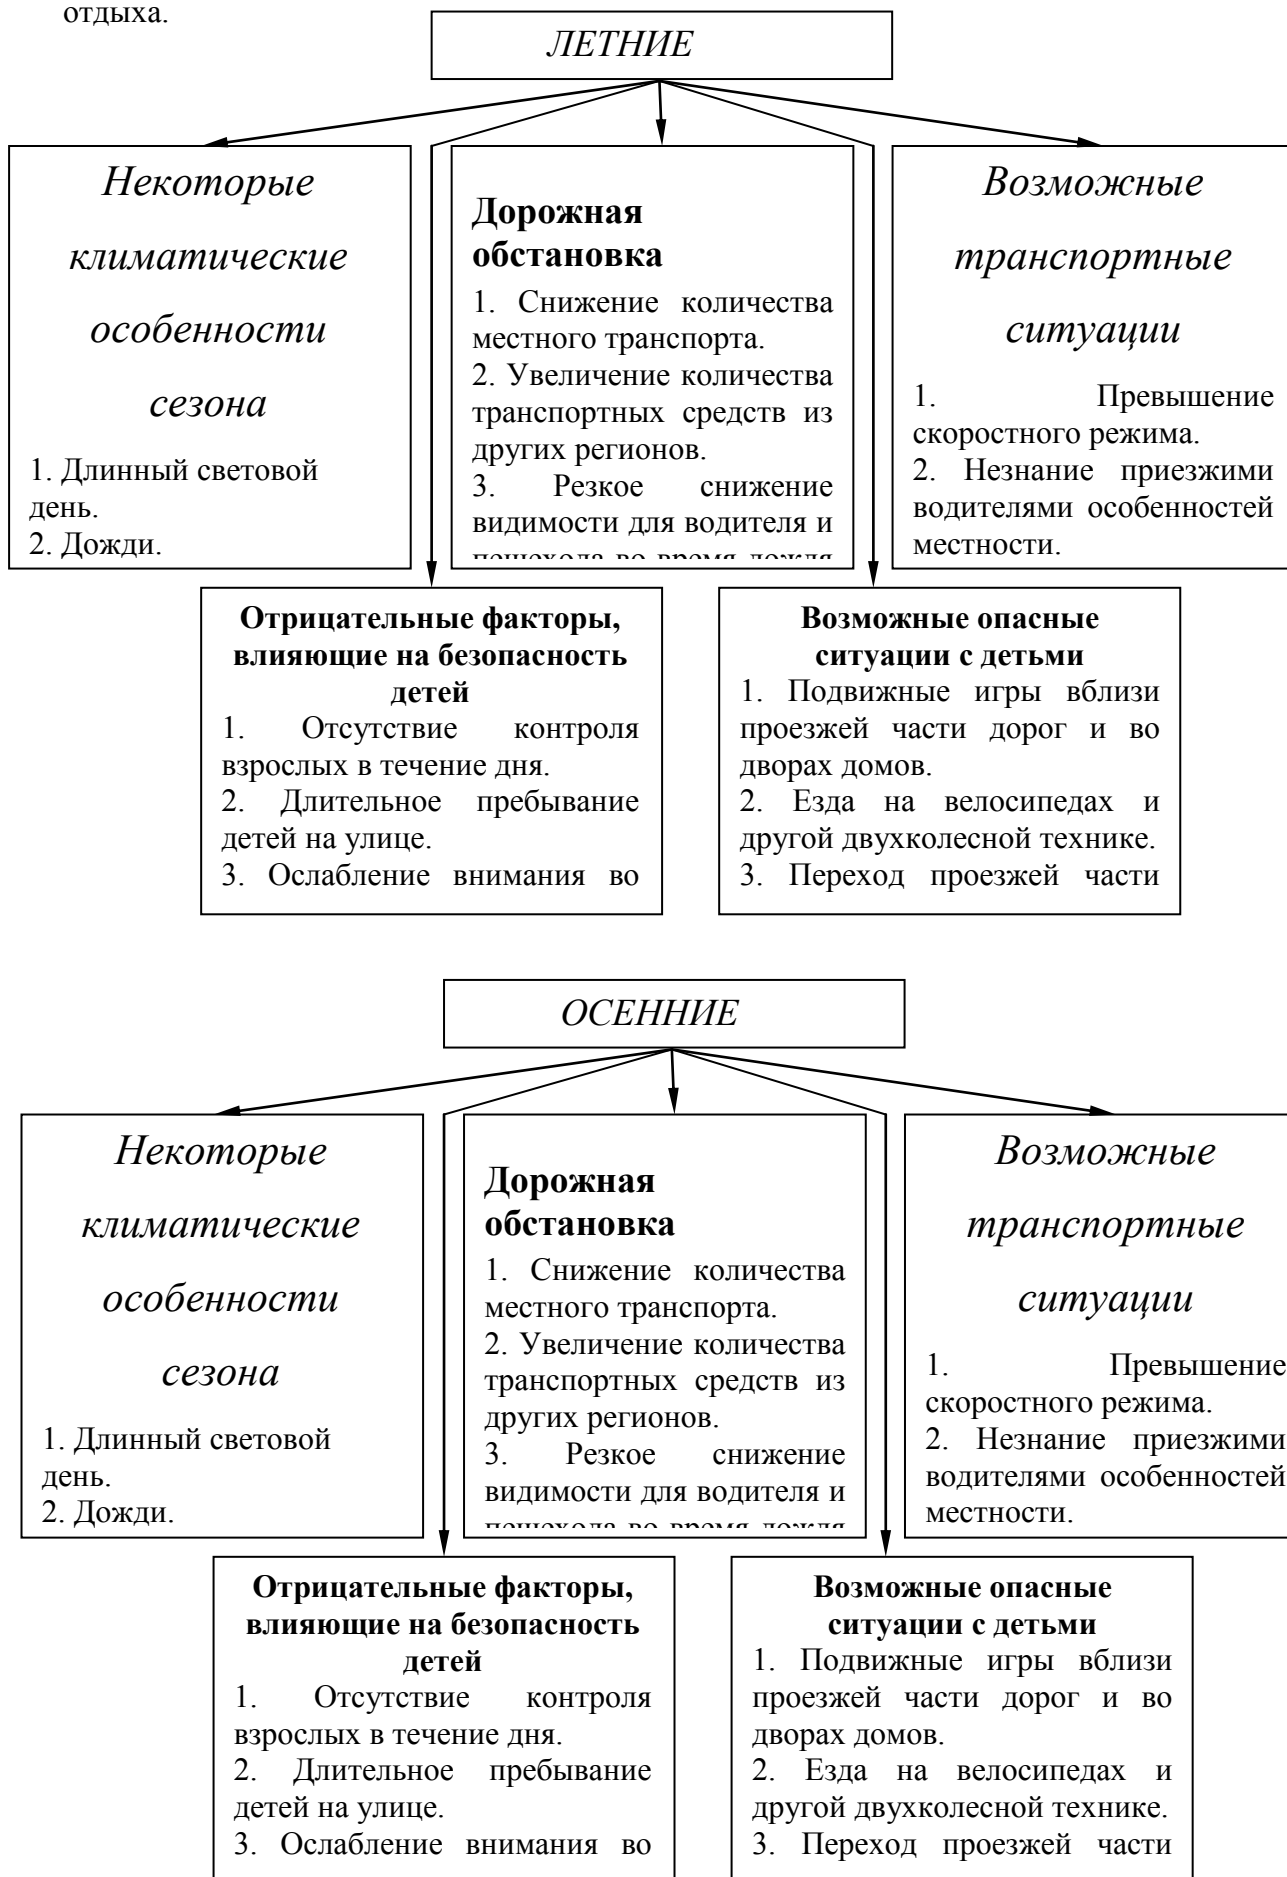 отдыха.
ЛЕТНИЕ
Некоторые
климатические
особенности
сезона
1. Длинный световой
день.
2. Дожди.
Дорожная
обстановка
1. Снижение количества
местного транспорта.
2. Увеличение количества
транспортных средств из
других регионов.
3. Резкое снижение
видимости для водителя и
пешехода во время дождя
Возможные
транспортные
ситуации
1. Превышение
скоростного режима.
2. Незнание приезжими
водителями особенностей
местности.
Отрицательные факторы,
влияющие на безопасность
детей
1. Отсутствие контроля
взрослых в течение дня.
2. Длительное пребывание
детей на улице.
3. Ослабление внимания во
Возможные опасные
ситуации с детьми
1. Подвижные игры вблизи
проезжей части дорог и во
дворах домов.
2. Езда на велосипедах и
другой двухколесной технике.
3. Переход проезжей части
ОСЕННИЕ
Некоторые
климатические
особенности
сезона
1. Длинный световой
день.
2. Дожди.
Дорожная
обстановка
1. Снижение количества
местного транспорта.
2. Увеличение количества
транспортных средств из
других регионов.
3. Резкое снижение
видимости для водителя и
пешехода во время дождя
Возможные
транспортные
ситуации
1. Превышение
скоростного режима.
2. Незнание приезжими
водителями особенностей
местности.
Отрицательные факторы,
влияющие на безопасность
детей
1. Отсутствие контроля
взрослых в течение дня.
2. Длительное пребывание
детей на улице.
3. Ослабление внимания во
Возможные опасные
ситуации с детьми
1. Подвижные игры вблизи
проезжей части дорог и во
дворах домов.
2. Езда на велосипедах и
другой двухколесной технике.
3. Переход проезжей части